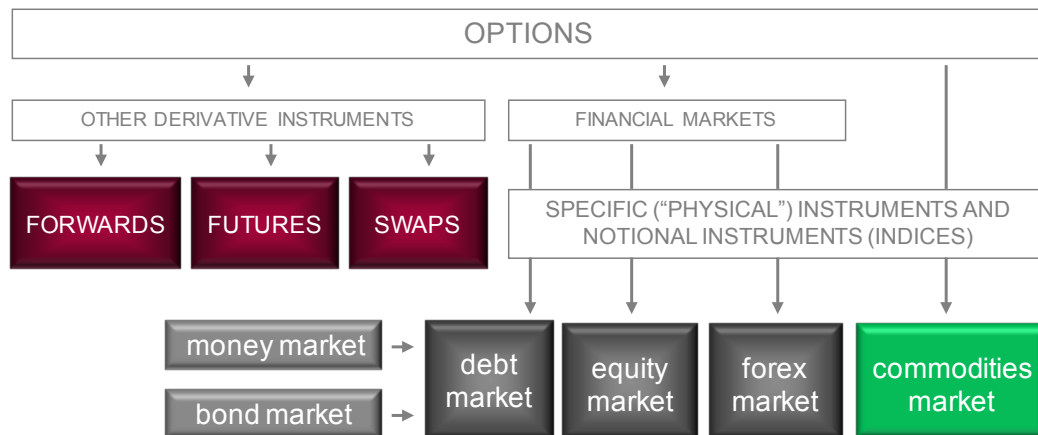 OPTIONS
OTHER DERIVATIVE INSTRUMENTS
FINANCIAL MARKETS
FORWARDS
FUTURES
SWAPS
SPECIFIC (“PHYSICAL”) INSTRUMENTS AND
NOTIONAL INSTRUMENTS (INDICES)
money market
bond market
debt
market
equity
market
forex
market
commodities
market